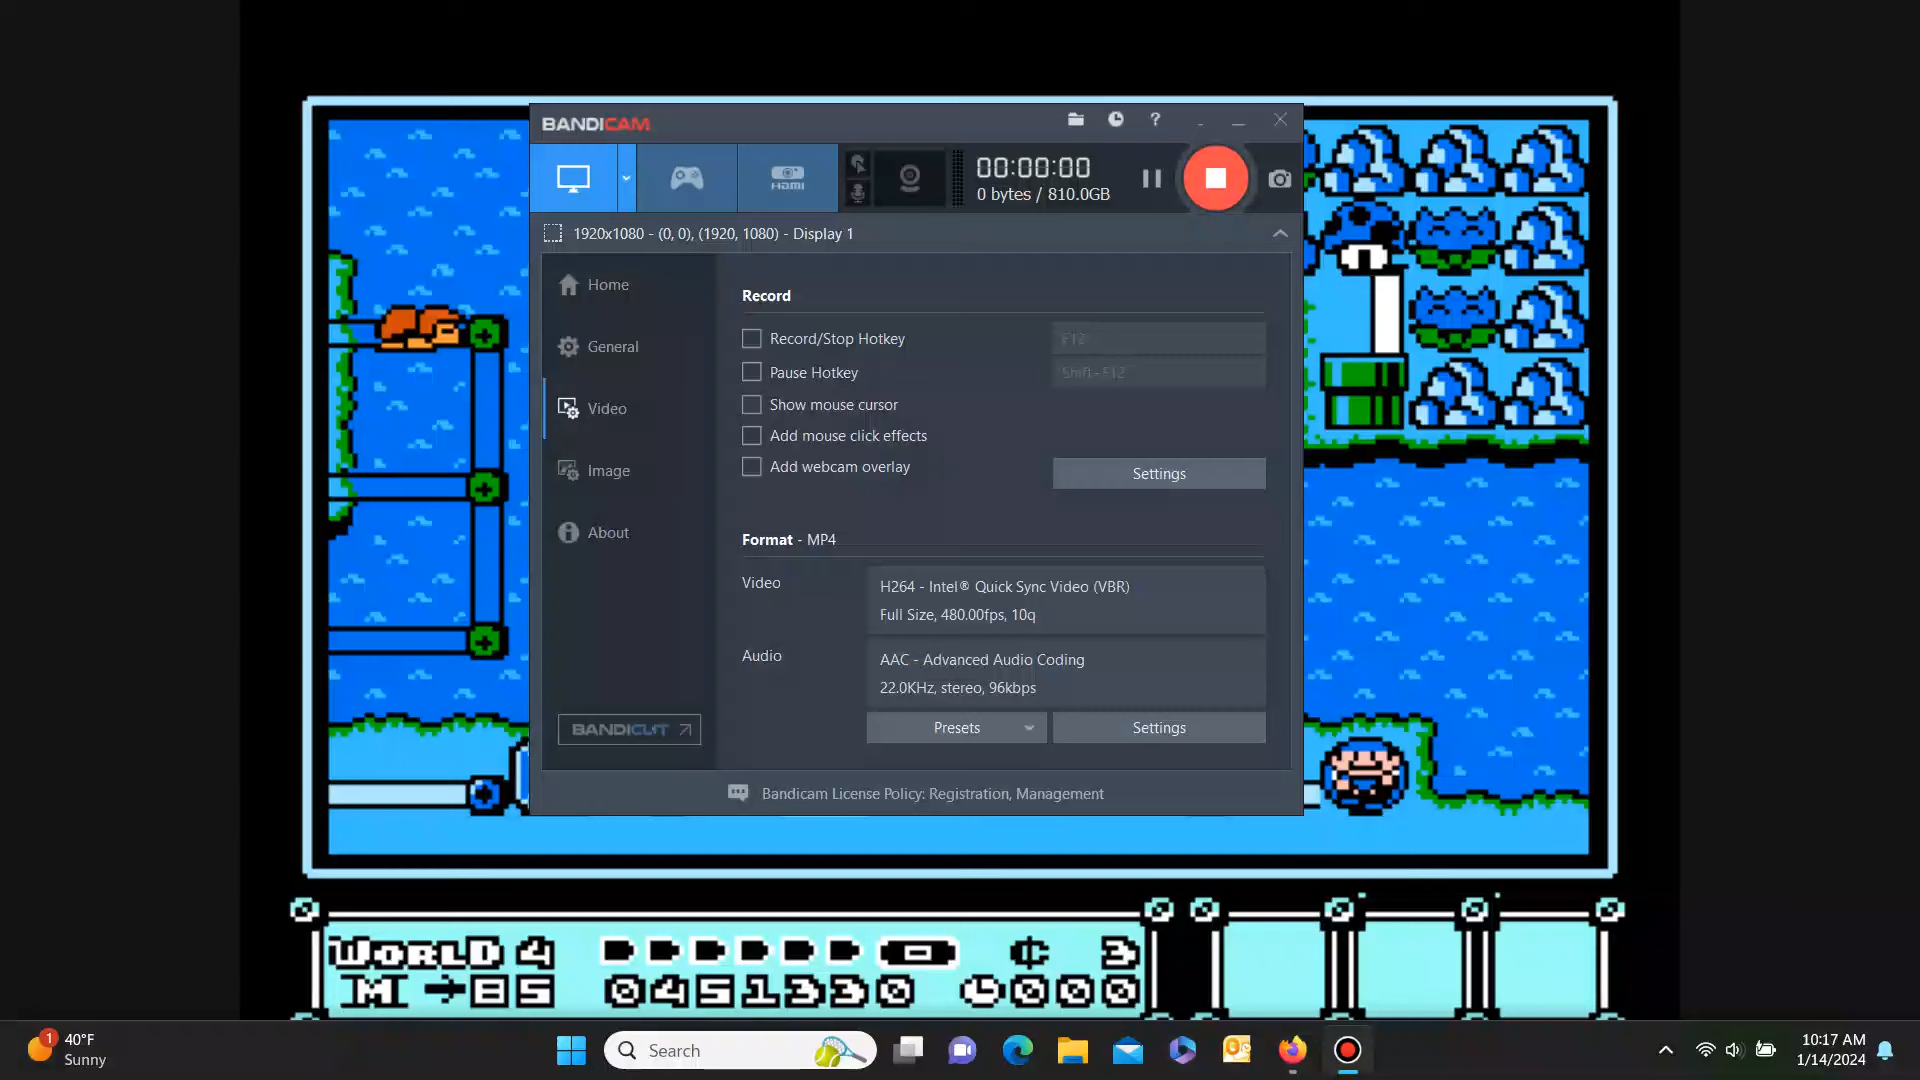 BANDICAM
?
HDMI
00:00:00
0 bytes / 810.0GB
1920x1080 - (0, 0), (1920, 1080) - Display 1
Home
General
Video
Image
About
BANDICUT
Record
Record/Stop Hotkey
F12
Pause Hotkey
Shift - F12
Show mouse cursor
Add mouse click effects
Add webcam overlay
Settings
Format - MP4
Video
H264 - Intel® Quick Sync Video (VBR)
Full Size, 480.00fps, 10q
Audio
AAC - Advanced Audio Coding
22.0KHz, stereo, 96kbps
Presets
Settings
Bandicam License Policy: Registration, Management
WORLD 4
3
M
85
045133 0
000
1
40°F
Sunny
Search
10:17 AM
1/14/2024